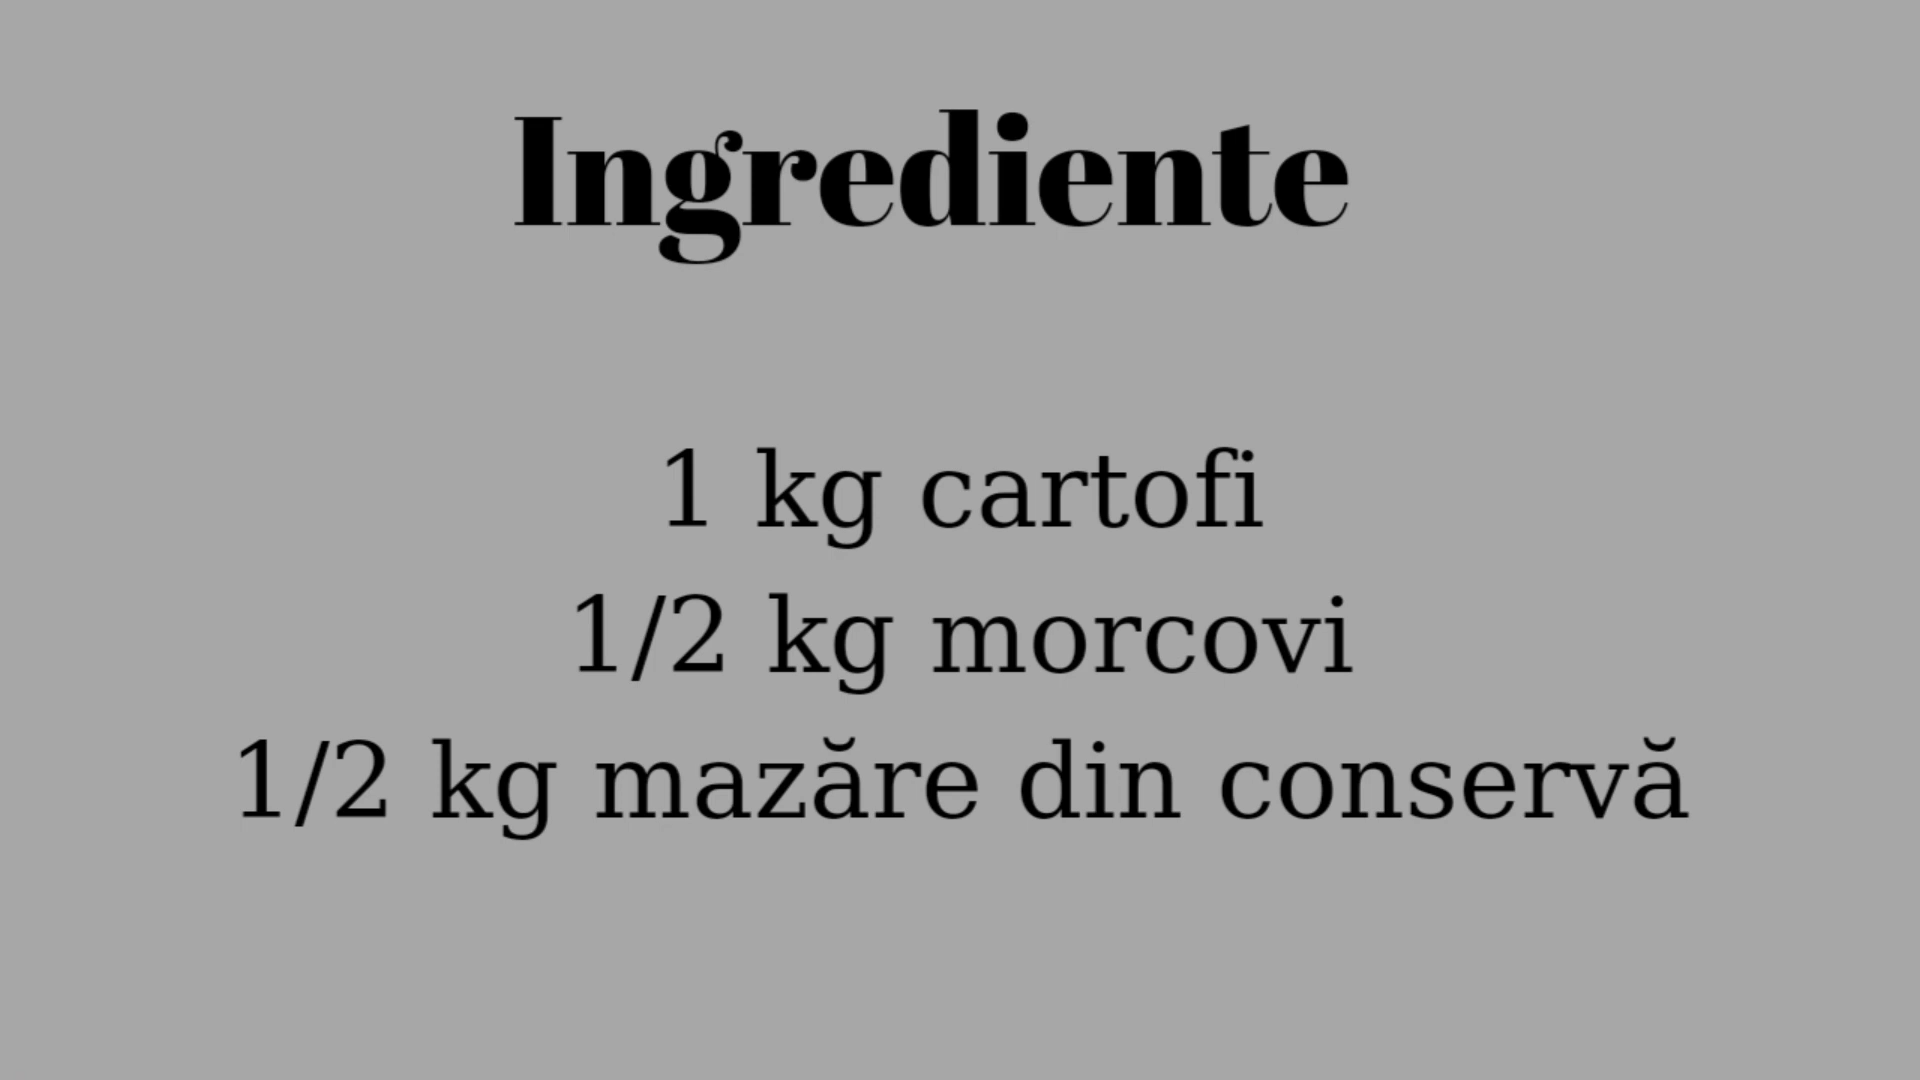 Ingrediente
1 kg cartofi
1/2 kg morcovi
1/2 kg mazăre din conservă